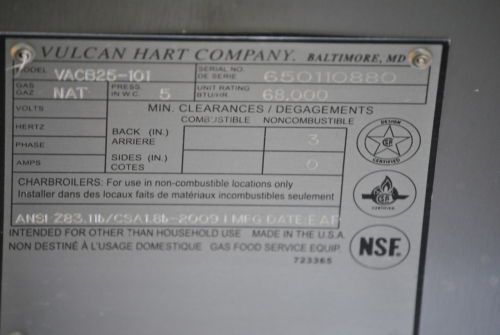 VULCAN HART COMPANY. BALTIMORE, MD
MODEL VACB25-101 SERIAL NO. DE SERIE 650110880
GAS GAZ NAT PRESS. IN W.C. 5 UNIT RATING BTU/HR. 68,000
VOLTS
HERTZ
PHASE
AMPS
MIN. CLEARANCES / DEGAGEMENTS
COMBUSTIBLE NONCOMBUSTIBLE
BACK (IN.) ARRIERE 3
SIDES (IN.) COTES 0
DESIGN CERTIFIED
CHARBROILERS: For use in non-combustible locations only
Installer dans des locaux faits de matériaux incombustibles seulement
CERTIFIED
ANSI Z83.11b/CSA1.8b-2009 | MFG DATE:
INTENDED FOR OTHER THAN HOUSEHOLD USE MADE IN THE U.S.A.
NON DESTINÉ À L'USAGE DOMESTIQUE GAS FOOD SERVICE EQUIP.
NSF
723365